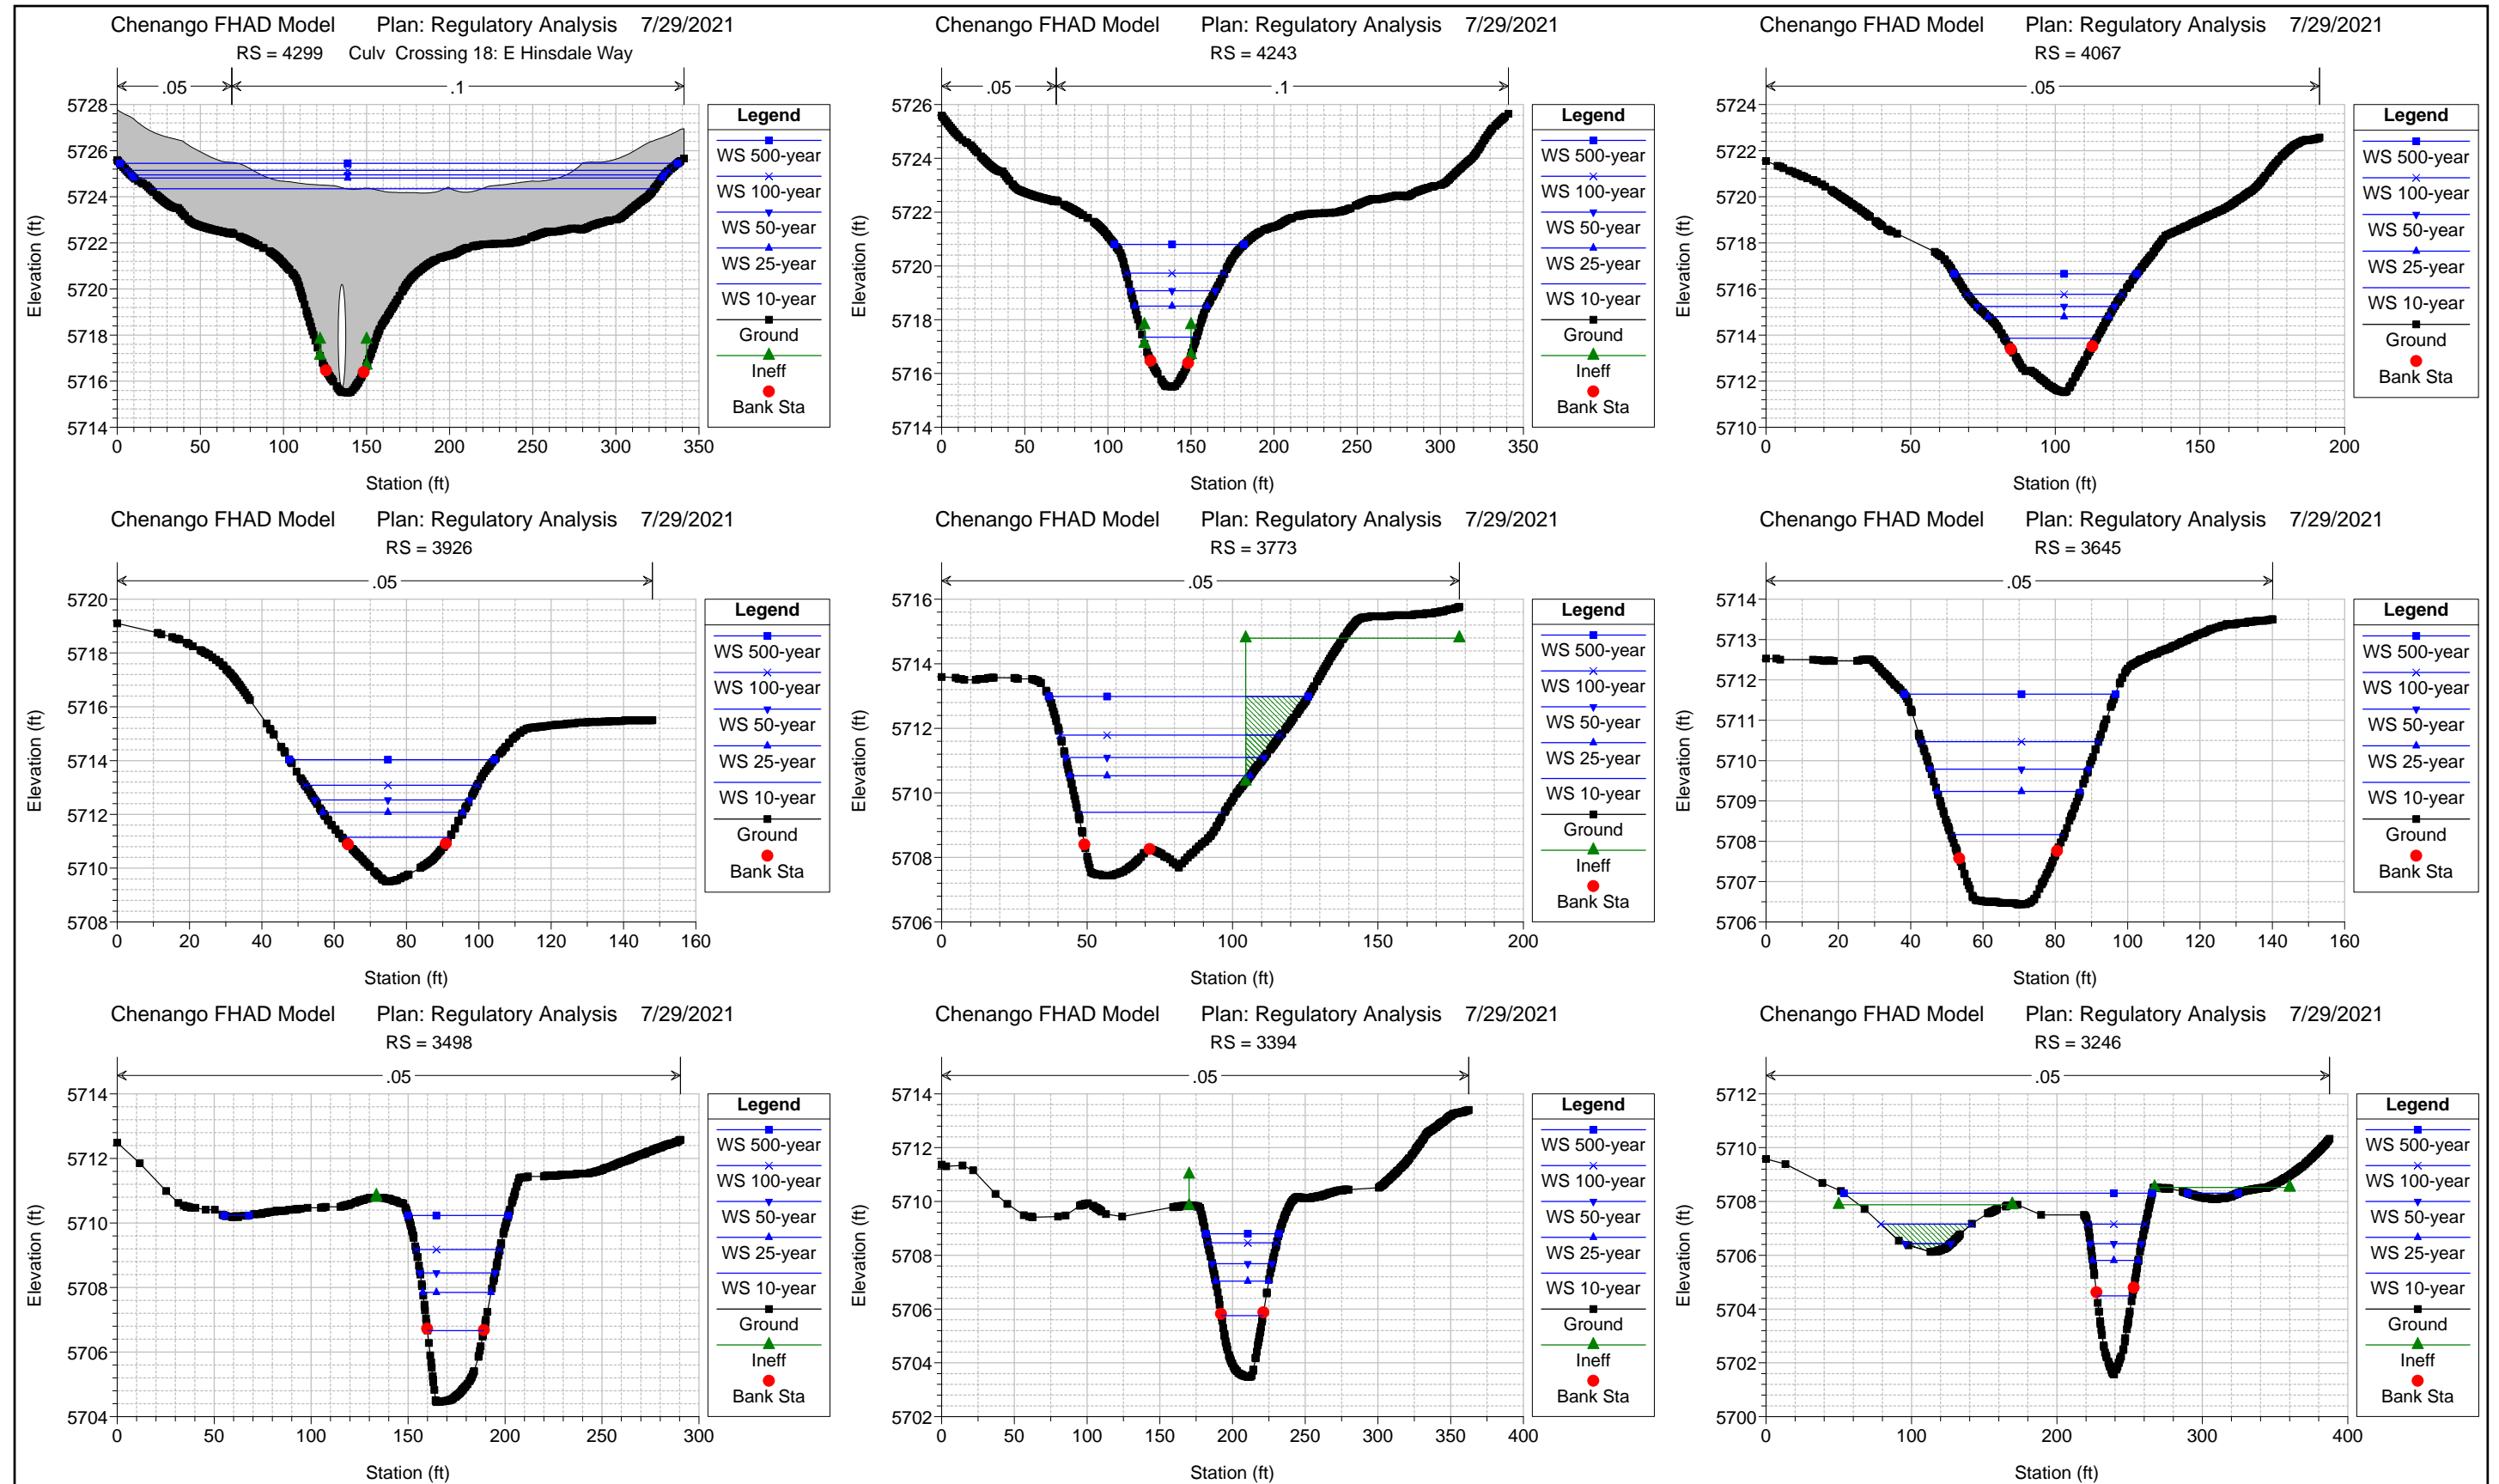 Chenango FHAD Model Plan: Regulatory Analysis 7/29/2021
RS = 4299 Culv Crossing 18: E Hinsdale Way
.05 .1
5728
5726
5724
5722
5720
5718
5716
5714
0 50 100 150 200 250 300 350
Station (ft)
Elevation (ft)
Legend
WS 500-year
WS 100-year
WS 50-year
WS 25-year
WS 10-year
Ground
Ineff
Bank Sta
Chenango FHAD Model Plan: Regulatory Analysis 7/29/2021
RS = 4243
.05 .1
5726
5724
5722
5720
5718
5716
5714
0 50 100 150 200 250 300 350
Station (ft)
Elevation (ft)
Legend
WS 500-year
WS 100-year
WS 50-year
WS 25-year
WS 10-year
Ground
Ineff
Bank Sta
Chenango FHAD Model Plan: Regulatory Analysis 7/29/2021
RS = 4067
.05
5724
5722
5720
5718
5716
5714
5712
5710
0 50 100 150 200
Station (ft)
Elevation (ft)
Legend
WS 500-year
WS 100-year
WS 50-year
WS 25-year
WS 10-year
Ground
Bank Sta
Chenango FHAD Model Plan: Regulatory Analysis 7/29/2021
RS = 3926
.05
5720
5718
5716
5714
5712
5710
5708
0 20 40 60 80 100 120 140 160
Station (ft)
Elevation (ft)
Legend
WS 500-year
WS 100-year
WS 50-year
WS 25-year
WS 10-year
Ground
Bank Sta
Chenango FHAD Model Plan: Regulatory Analysis 7/29/2021
RS = 3773
.05
5716
5714
5712
5710
5708
5706
0 50 100 150 200
Station (ft)
Elevation (ft)
Legend
WS 500-year
WS 100-year
WS 50-year
WS 25-year
WS 10-year
Ground
Ineff
Bank Sta
Chenango FHAD Model Plan: Regulatory Analysis 7/29/2021
RS = 3645
.05
5714
5713
5712
5711
5710
5709
5708
5707
5706
0 20 40 60 80 100 120 140 160
Station (ft)
Elevation (ft)
Legend
WS 500-year
WS 100-year
WS 50-year
WS 25-year
WS 10-year
Ground
Bank Sta
Chenango FHAD Model Plan: Regulatory Analysis 7/29/2021
RS = 3498
.05
5714
5712
5710
5708
5706
5704
0 50 100 150 200 250 300
Station (ft)
Elevation (ft)
Legend
WS 500-year
WS 100-year
WS 50-year
WS 25-year
WS 10-year
Ground
Ineff
Bank Sta
Chenango FHAD Model Plan: Regulatory Analysis 7/29/2021
RS = 3394
.05
5714
5712
5710
5708
5706
5704
5702
0 50 100 150 200 250 300 350 400
Station (ft)
Elevation (ft)
Legend
WS 500-year
WS 100-year
WS 50-year
WS 25-year
WS 10-year
Ground
Ineff
Bank Sta
Chenango FHAD Model Plan: Regulatory Analysis 7/29/2021
RS = 3246
.05
5712
5710
5708
5706
5704
5702
5700
0 100 200 300 400
Station (ft)
Elevation (ft)
Legend
WS 500-year
WS 100-year
WS 50-year
WS 25-year
WS 10-year
Ground
Ineff
Bank Sta